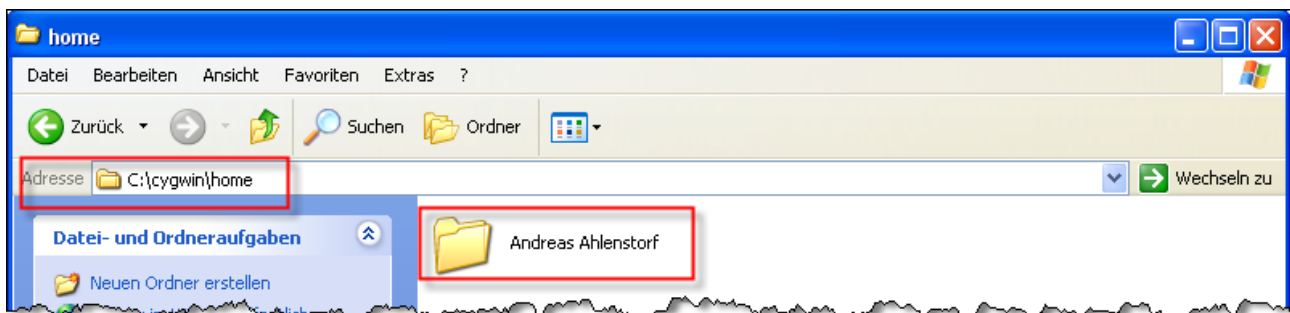 home
Datei Bearbeiten Ansicht Favoriten Extras ?
Zurück Suchen Ordner
Adresse C:\cygwin\home Wechseln zu
Datei- und Ordneraufgaben
Andreas Ahlenstorf
Neuen Ordner erstellen